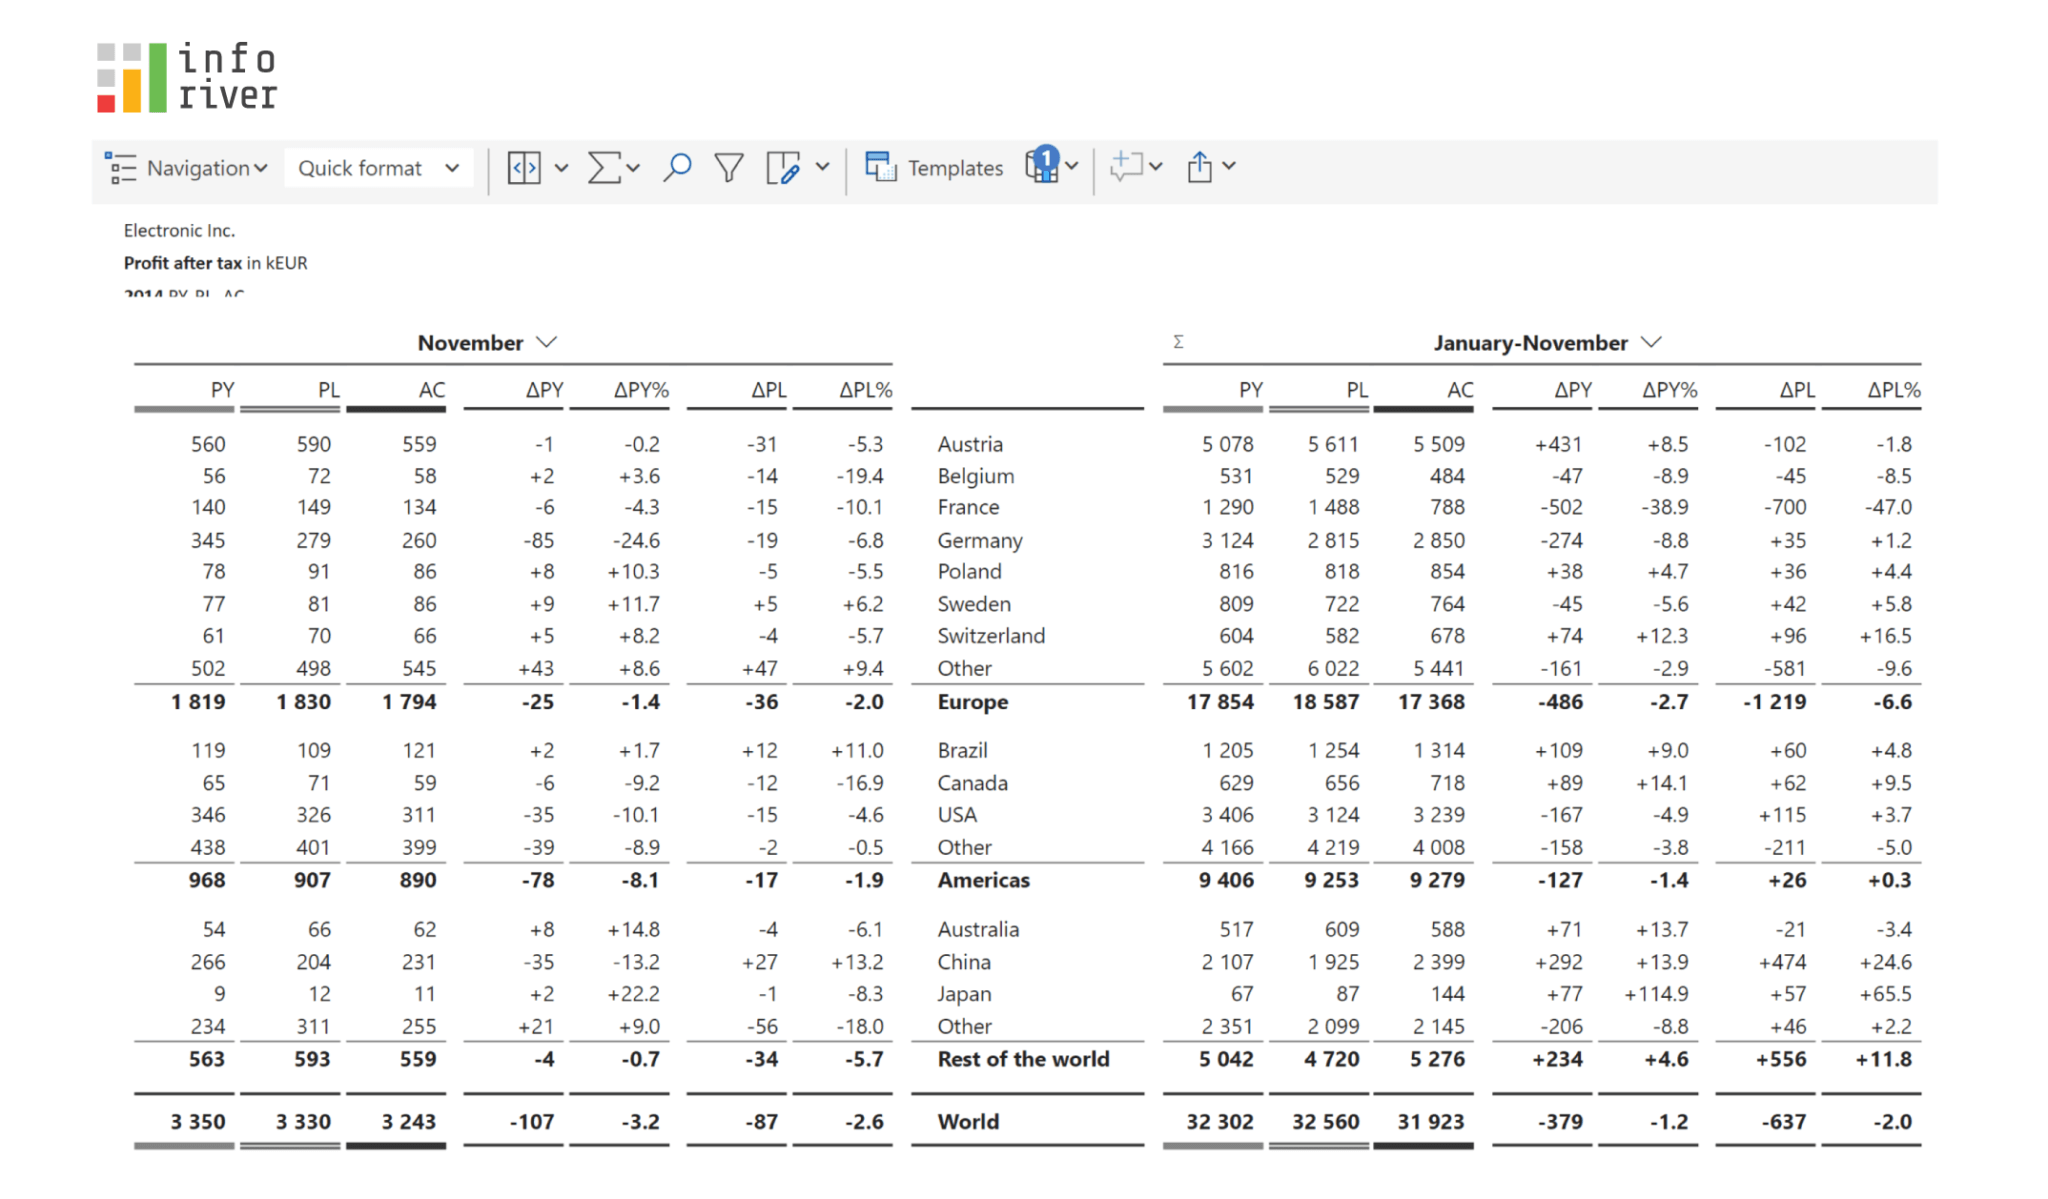 info
river
Navigation Quick format Templates 1
Electronic Inc.
Profit after tax in kEUR
2014 PY, PL, AC
November Σ January-November
PY PL AC ΔPY ΔPY% ΔPL ΔPL% PY PL AC ΔPY ΔPY% ΔPL ΔPL%
560 590 559 -1 -0.2 -31 -5.3 Austria 5 078 5 611 5 509 +431 +8.5 -102 -1.8
56 72 58 +2 +3.6 -14 -19.4 Belgium 531 529 484 -47 -8.9 -45 -8.5
140 149 134 -6 -4.3 -15 -10.1 France 1 290 1 488 788 -502 -38.9 -700 -47.0
345 279 260 -85 -24.6 -19 -6.8 Germany 3 124 2 815 2 850 -274 -8.8 +35 +1.2
78 91 86 +8 +10.3 -5 -5.5 Poland 816 818 854 +38 +4.7 +36 +4.4
77 81 86 +9 +11.7 +5 +6.2 Sweden 809 722 764 -45 -5.6 +42 +5.8
61 70 66 +5 +8.2 -4 -5.7 Switzerland 604 582 678 +74 +12.3 +96 +16.5
502 498 545 +43 +8.6 +47 +9.4 Other 5 602 6 022 5 441 -161 -2.9 -581 -9.6
1 819 1 830 1 794 -25 -1.4 -36 -2.0 Europe 17 854 18 587 17 368 -486 -2.7 -1 219 -6.6
119 109 121 +2 +1.7 +12 +11.0 Brazil 1 205 1 254 1 314 +109 +9.0 +60 +4.8
65 71 59 -6 -9.2 -12 -16.9 Canada 629 656 718 +89 +14.1 +62 +9.5
346 326 311 -35 -10.1 -15 -4.6 USA 3 406 3 124 3 239 -167 -4.9 +115 +3.7
438 401 399 -39 -8.9 -2 -0.5 Other 4 166 4 219 4 008 -158 -3.8 -211 -5.0
968 907 890 -78 -8.1 -17 -1.9 Americas 9 406 9 253 9 279 -127 -1.4 +26 +0.3
54 66 62 +8 +14.8 -4 -6.1 Australia 517 609 588 +71 +13.7 -21 -3.4
266 204 231 -35 -13.2 +27 +13.2 China 2 107 1 925 2 399 +292 +13.9 +474 +24.6
9 12 11 +2 +22.2 -1 -8.3 Japan 67 87 144 +77 +114.9 +57 +65.5
234 311 255 +21 +9.0 -56 -18.0 Other 2 351 2 099 2 145 -206 -8.8 +46 +2.2
563 593 559 -4 -0.7 -34 -5.7 Rest of the world 5 042 4 720 5 276 +234 +4.6 +556 +11.8
3 350 3 330 3 243 -107 -3.2 -87 -2.6 World 32 302 32 560 31 923 -379 -1.2 -637 -2.0